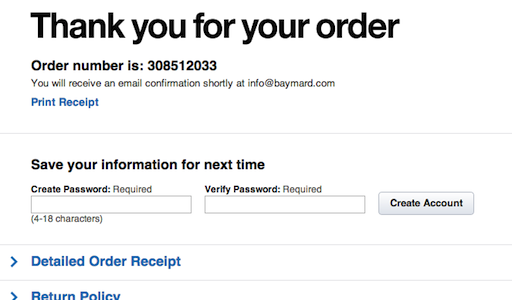 Thank you for your order
Order number is: 308512033
You will receive an email confirmation shortly at info@baymard.com
Print Receipt
Save your information for next time
Create Password: Required Verify Password: Required
Create Account
(4-18 characters)
Detailed Order Receipt
Return Policy